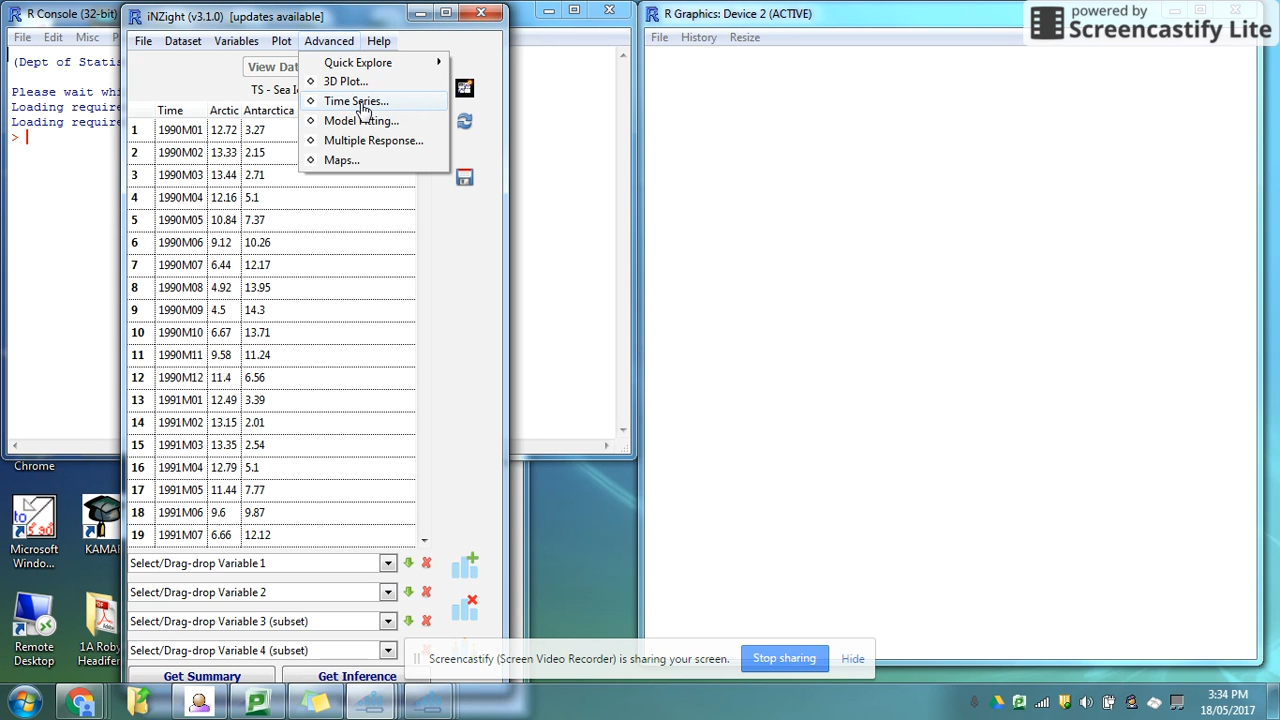 R Console (32-bit)
File Edit Misc P
(Dept of Statis
Please wait whi
Loading require
Loading require
>
iNZight (v3.1.0) [updates available]
File Dataset Variables Plot Advanced Help
View Dat
TS - Sea I
Quick Explore
3D Plot...
Time Series...
Model Fitting...
Multiple Response...
Maps...
Time Arctic Antarctica
1 1990M01 12.72 3.27
2 1990M02 13.33 2.15
3 1990M03 13.44 2.71
4 1990M04 12.16 5.1
5 1990M05 10.84 7.37
6 1990M06 9.12 10.26
7 1990M07 6.44 12.17
8 1990M08 4.92 13.95
9 1990M09 4.5 14.3
10 1990M10 6.67 13.71
11 1990M11 9.58 11.24
12 1990M12 11.4 6.56
13 1991M01 12.49 3.39
14 1991M02 13.15 2.01
15 1991M03 13.35 2.54
16 1991M04 12.79 5.1
17 1991M05 11.44 7.77
18 1991M06 9.6 9.87
19 1991M07 6.66 12.12
Select/Drag-drop Variable 1
Select/Drag-drop Variable 2
Select/Drag-drop Variable 3 (subset)
Select/Drag-drop Variable 4 (subset)
Get Summary Get Inference
R Graphics: Device 2 (ACTIVE)
File History Resize
powered by
Screencastify Lite
Chrome
Microsoft
Windo...
KAMAR
Remote
Desktop
1A Roby
Headifer
Screencastify (Screen Video Recorder) is sharing your screen. Stop sharing Hide
3:34 PM
18/05/2017